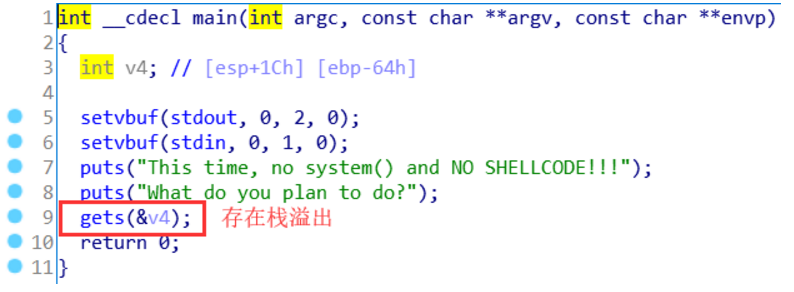 1 int __cdecl main(int argc, const char **argv, const char **envp)
2 {
3   int v4; // [esp+1Ch] [ebp-64h]
4
5   setvbuf(stdout, 0, 2, 0);
6   setvbuf(stdin, 0, 1, 0);
7   puts("This time, no system() and NO SHELLCODE!!!");
8   puts("What do you plan to do?");
9   gets(&v4); 存在栈溢出
10   return 0;
11 }